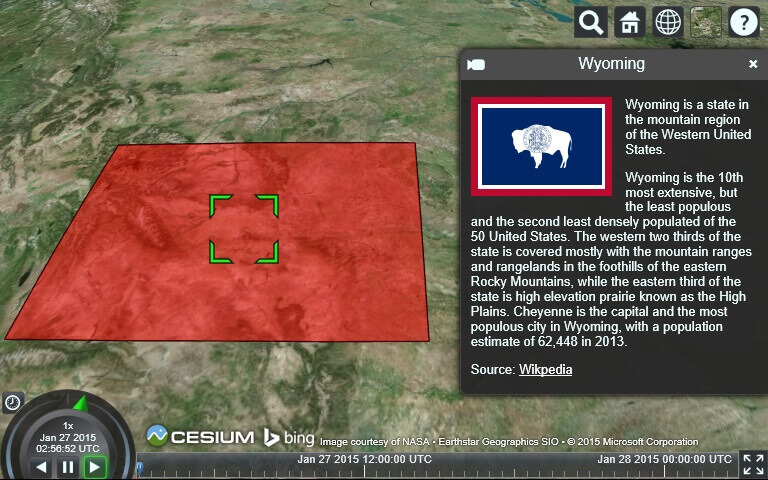 ?
Wyoming
×
Wyoming is a state in
the mountain region
of the Western United
States.
Wyoming is the 10th
most extensive, but
the least populous
and the second least densely populated of the
50 United States. The western two thirds of the
state is covered mostly with the mountain ranges
and rangelands in the foothills of the eastern
Rocky Mountains, while the eastern third of the
state is high elevation prairie known as the High
Plains. Cheyenne is the capital and the most
populous city in Wyoming, with a population
estimate of 62,448 in 2013.
Source: Wikpedia
1x
Jan 27 2015
02:56:52 UTC
CESIUM bing Image courtesy of NASA • Earthstar Geographics SIO • © 2015 Microsoft Corporation
Jan 27 2015 12:00:00 UTC
Jan 28 2015 00:00:00 UTC